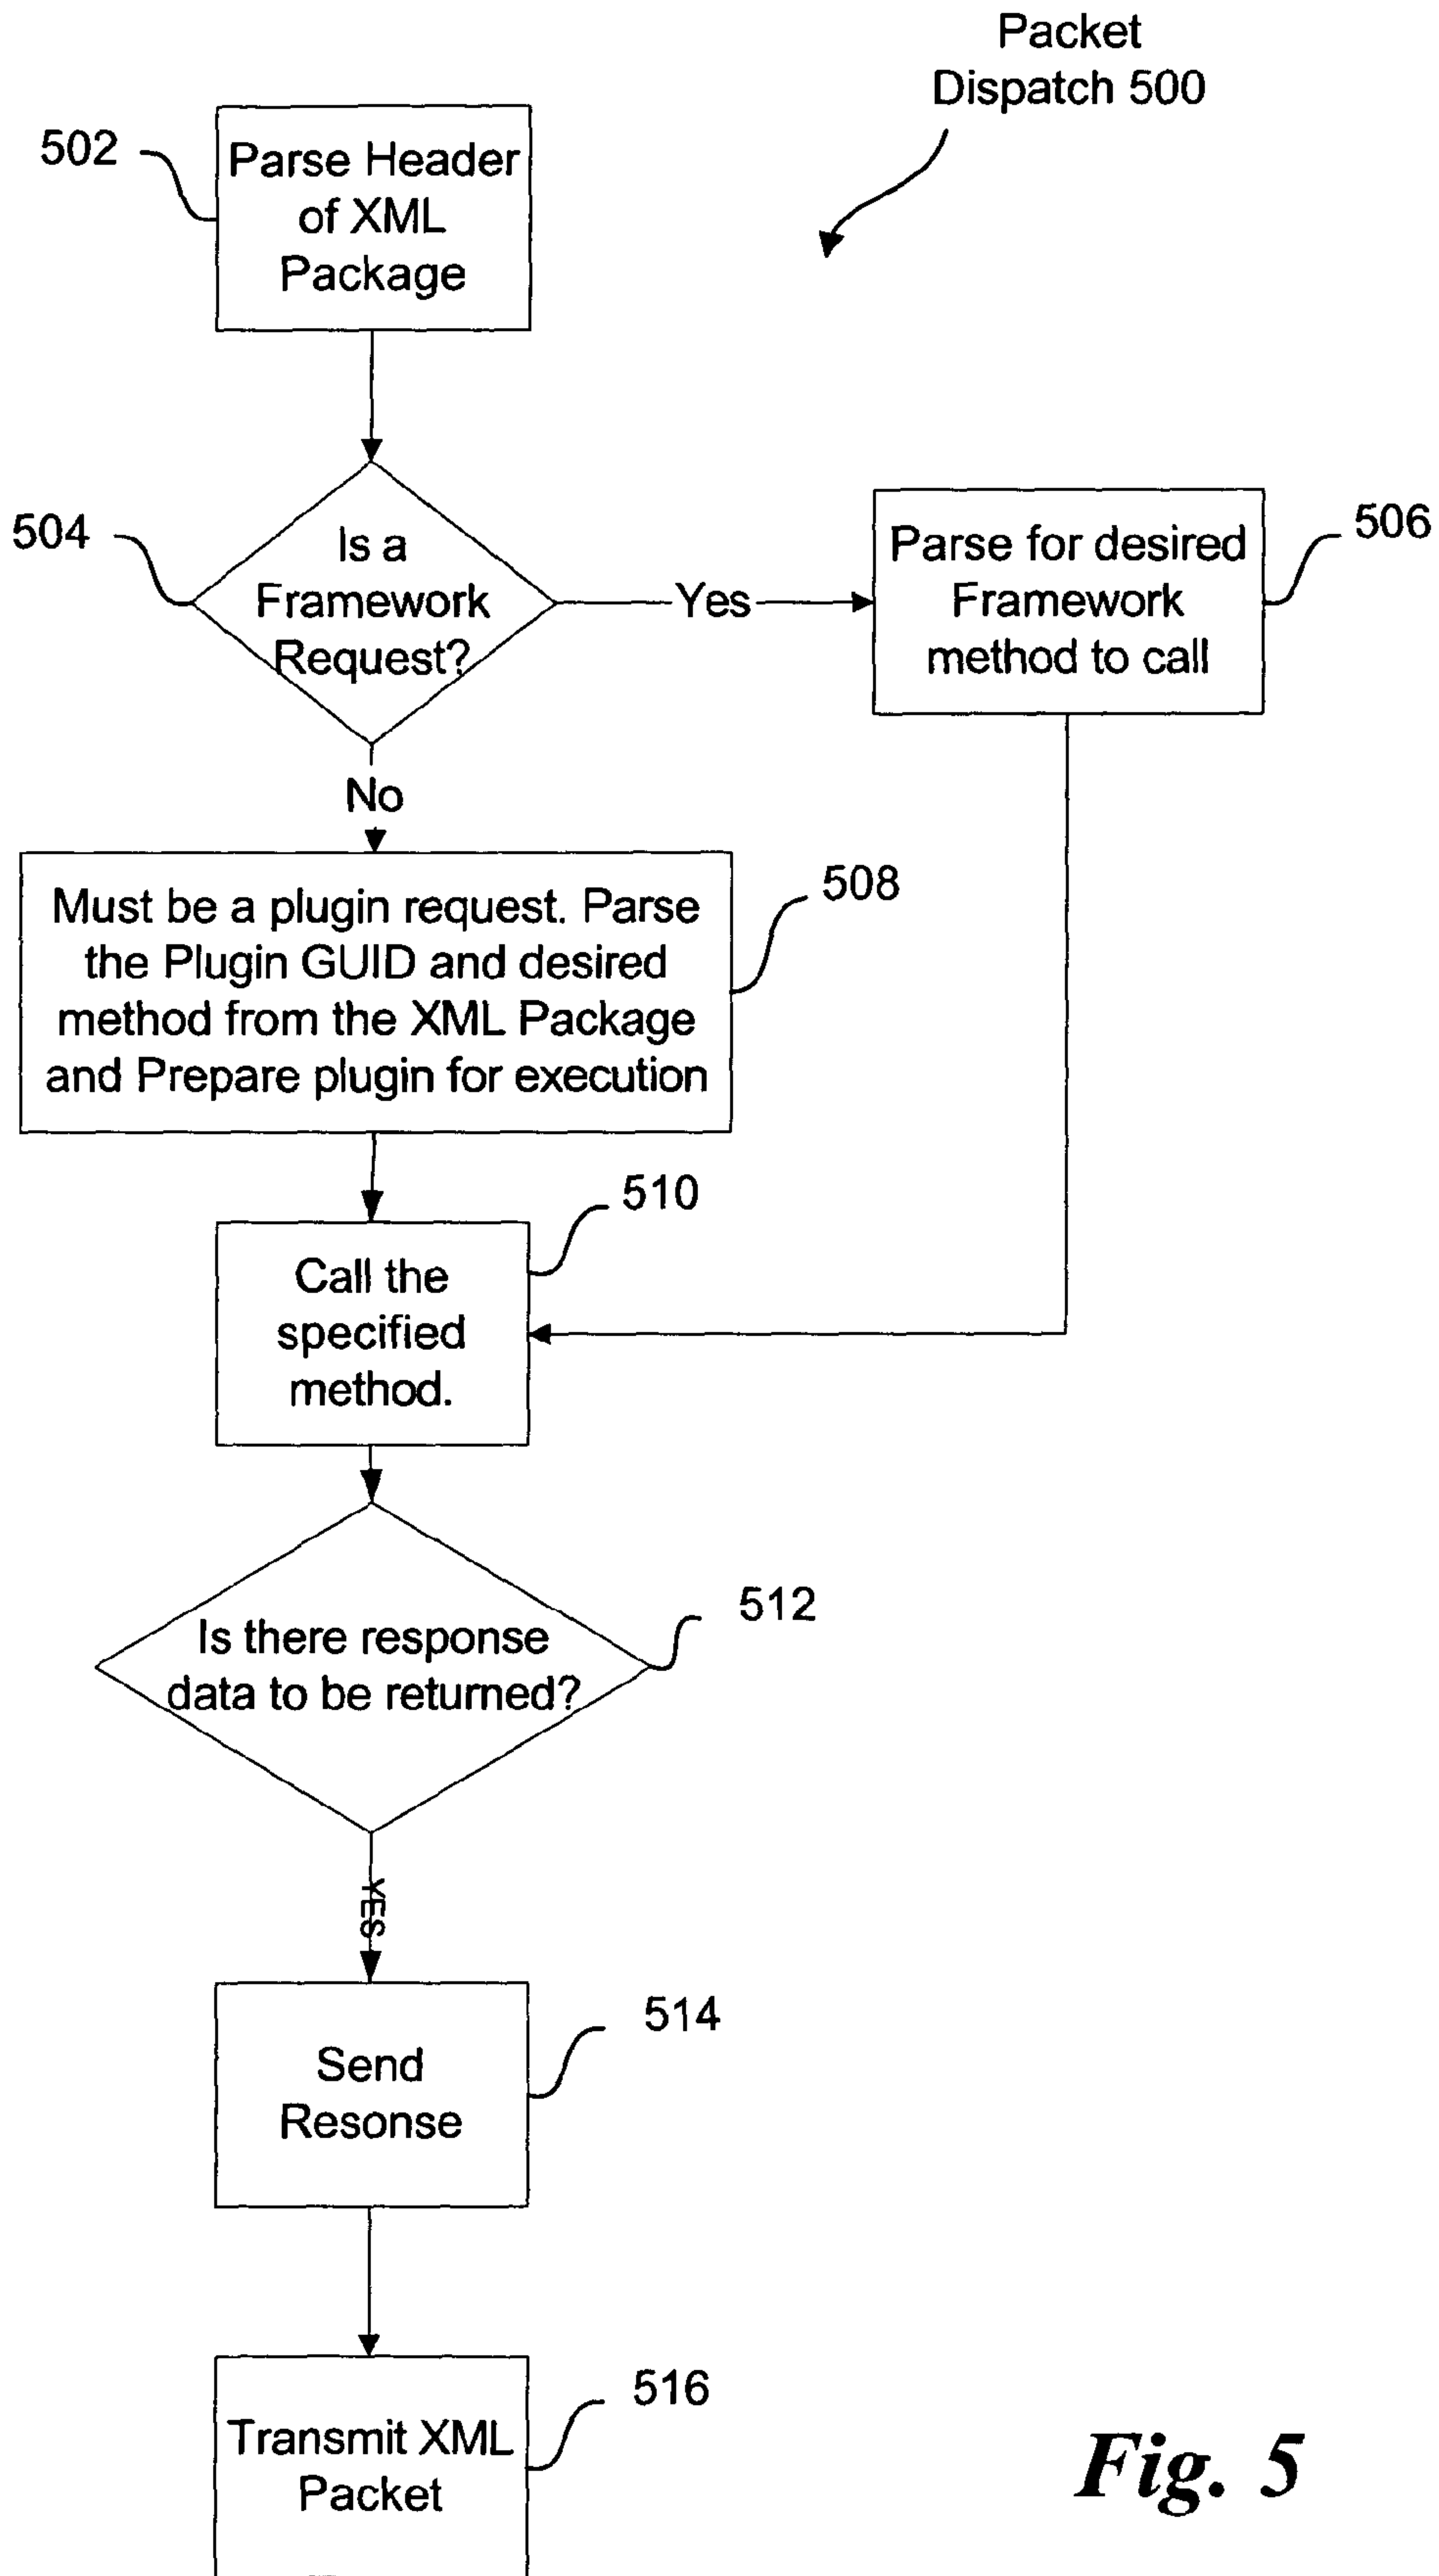 Packet
Dispatch 500
502
Parse Header
of XML
Package
504
Is a
Framework
Request?
Yes
506
Parse for desired
Framework
method to call
No
508
Must be a plugin request. Parse
the Plugin GUID and desired
method from the XML Package
and Prepare plugin for execution
510
Call the
specified
method.
512
Is there response
data to be returned?
YES
514
Send
Resonse
516
Transmit XML
Packet
Fig. 5